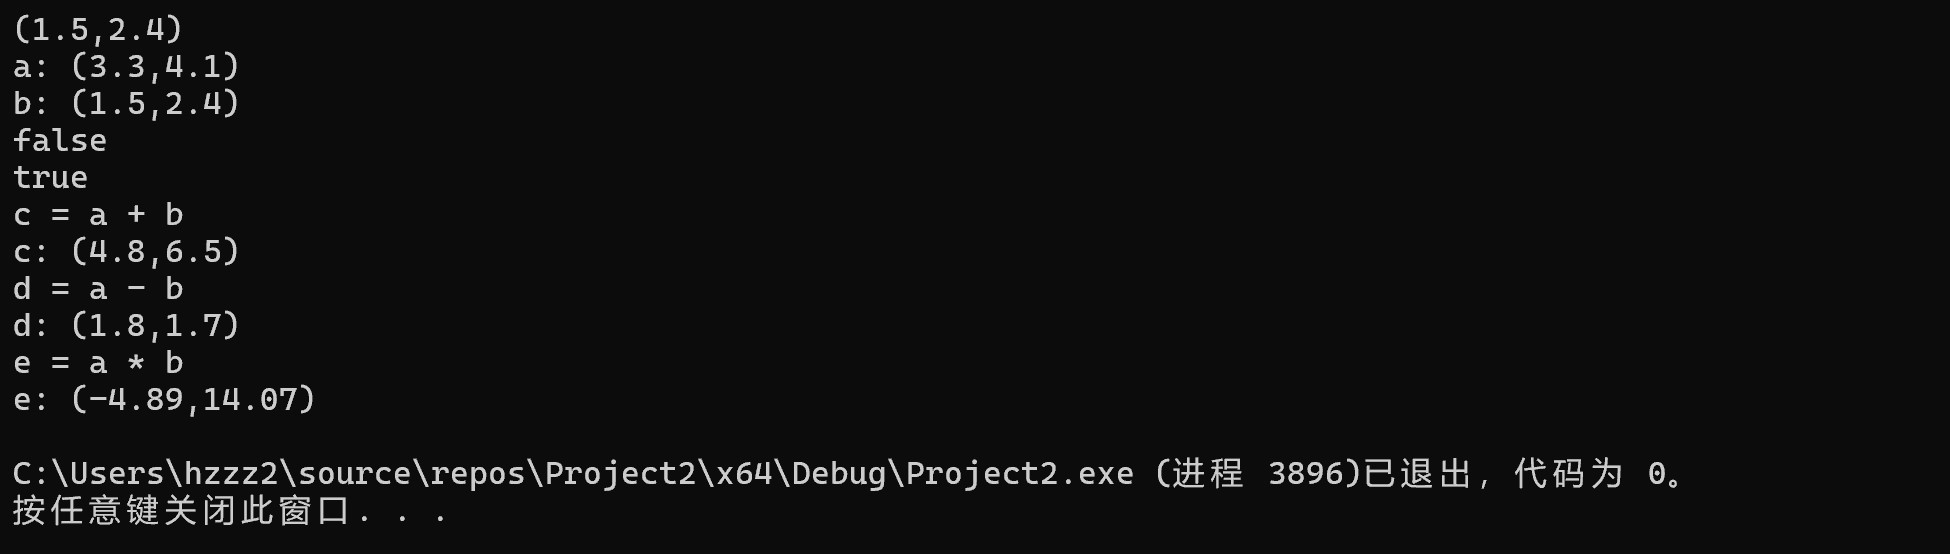 (1.5,2.4)
a: (3.3,4.1)
b: (1.5,2.4)
false
true
c = a + b
c: (4.8,6.5)
d = a - b
d: (1.8,1.7)
e = a * b
e: (-4.89,14.07)
C:\Users\hzzz2\source\repos\Project2\x64\Debug\Project2.exe (进程 3896)已退出，代码为 0。
按任意键关闭此窗口. . .